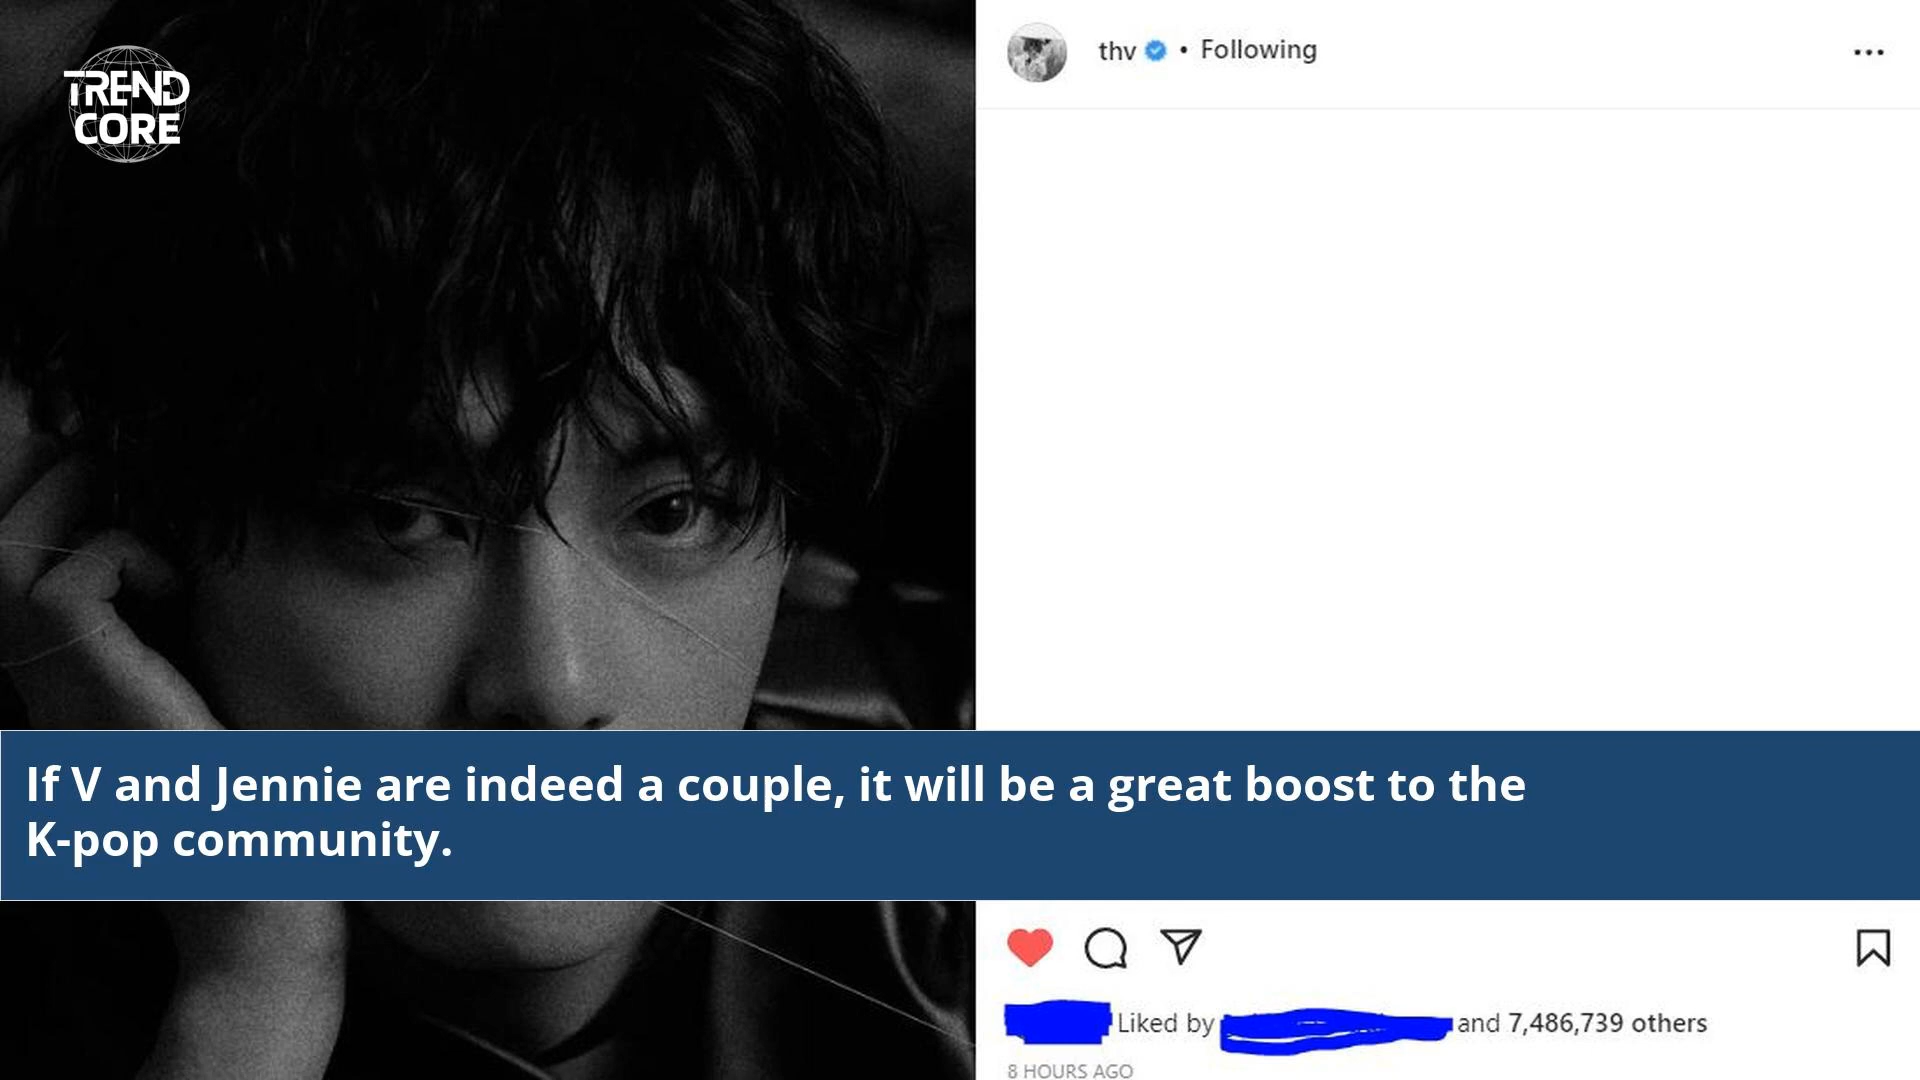 TREND
CORE
thv • Following
If V and Jennie are indeed a couple, it will be a great boost to the
K-pop community.
Liked by and 7,486,739 others
8 HOURS AGO